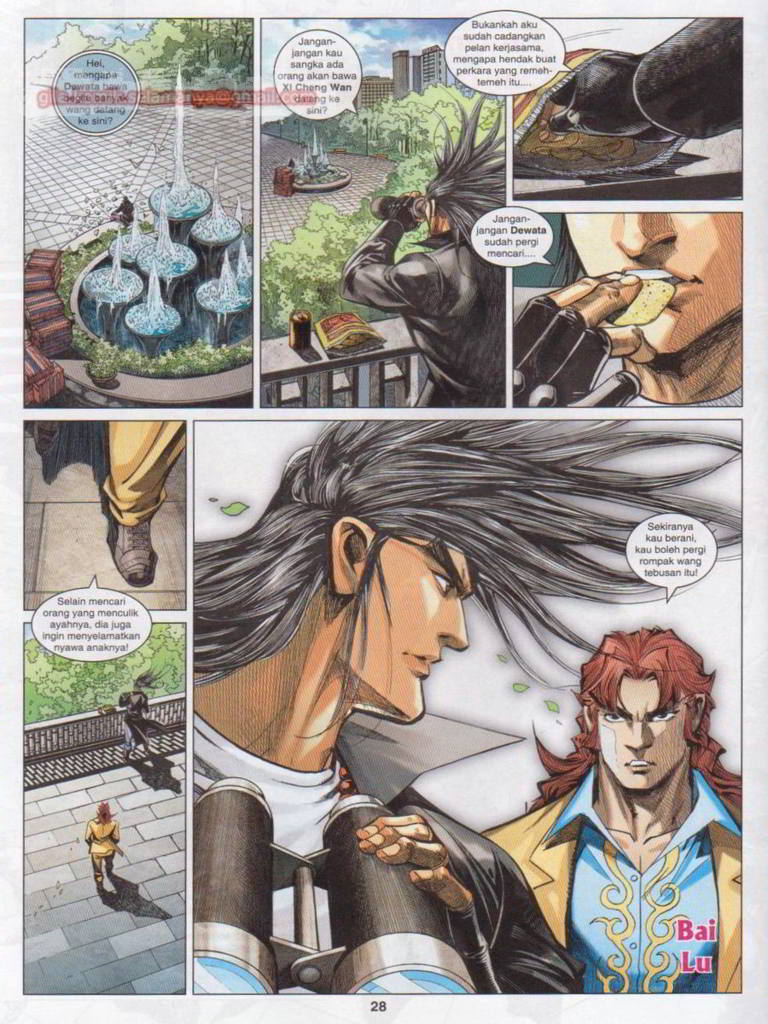 Hei,
mengapa
Dewata bawa
begitu banyak
wang datang
ke sini?
Jangan-
jangan kau
sangka ada
orang akan bawa
XI Cheng Wan
datang ke
sini?
Bukankah aku
sudah cadangkan
pelan kerjasama,
mengapa hendak buat
perkara yang remeh-
temeh itu....
Jangan-
jangan Dewata
sudah pergi
mencari....
Selain mencari
orang yang menculik
ayahnya, dia juga
ingin menyelamatkan
nyawa anaknya!
Sekiranya
kau berani,
kau boleh pergi
rompak wang
tebusan itu!
Bai
Lu
28